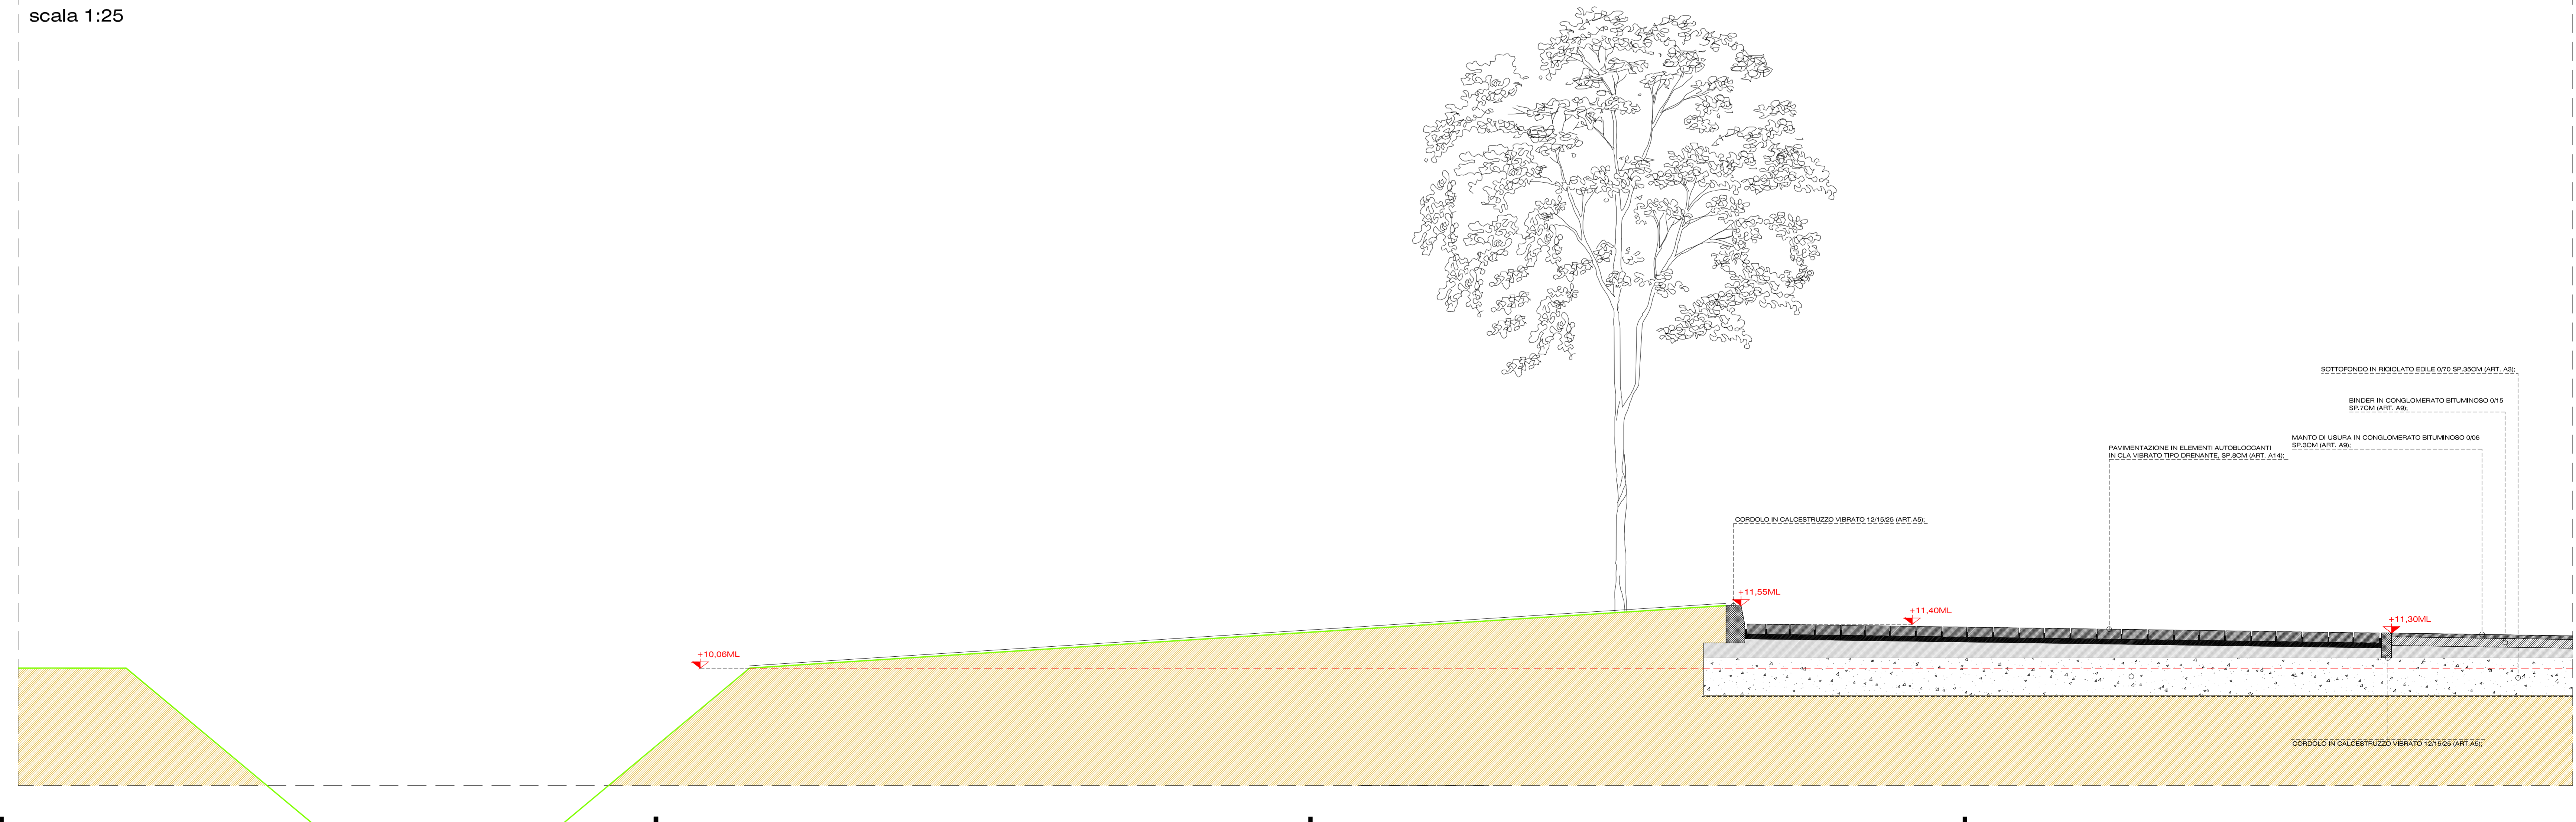 scala 1:25
SOTTOFONDO IN RICICLATO EDILE 0/70 SP.35CM (ART. A3);
BINDER IN CONGLOMERATO BITUMINOSO 0/15
SP.7CM (ART. A9);
MANTO DI USURA IN CONGLOMERATO BITUMINOSO 0/06
SP.3CM (ART. A9);
PAVIMENTAZIONE IN ELEMENTI AUTOBLOCCANTI
IN CLA VIBRATO TIPO DRENANTE, SP.8CM (ART. A14);
CORDOLO IN CALCESTRUZZO VIBRATO 12/15/25 (ART.A5);
+11,55ML
+11,40ML
+11,30ML
+10,06ML
CORDOLO IN CALCESTRUZZO VIBRATO 12/15/25 (ART.A5);